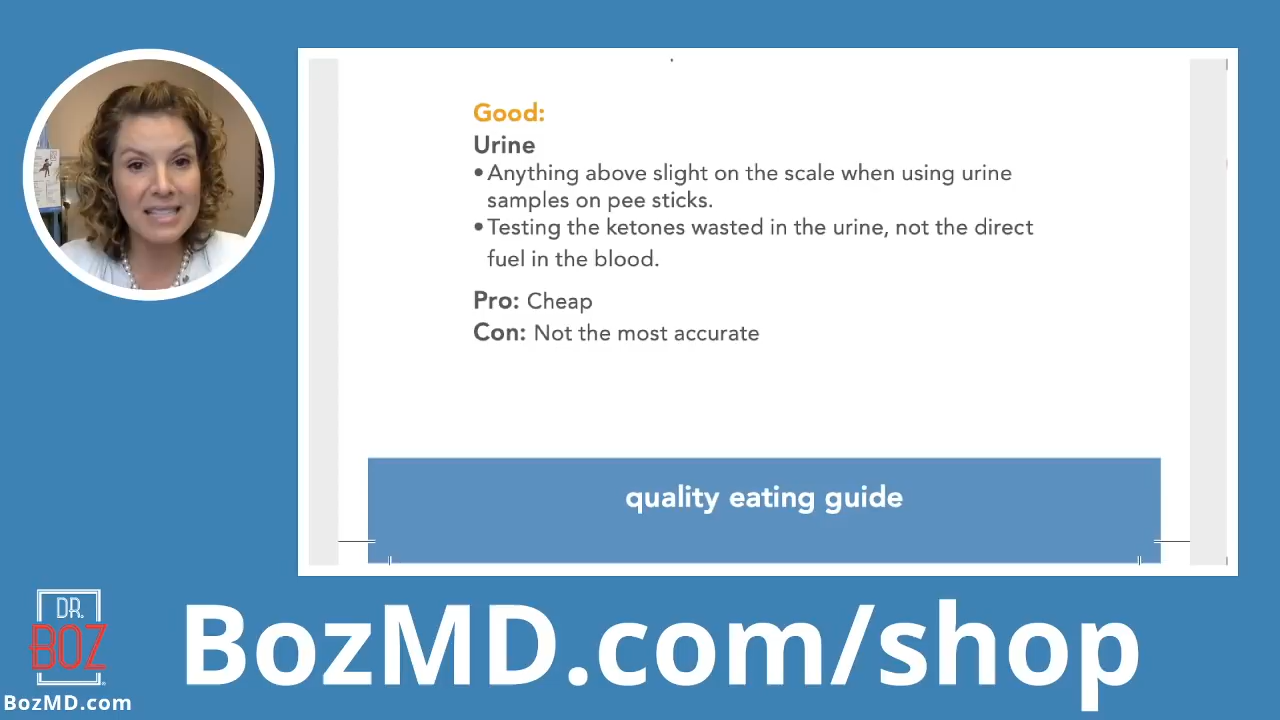 Good:
Urine
•Anything above slight on the scale when using urine
samples on pee sticks.
•Testing the ketones wasted in the urine, not the direct
fuel in the blood.
Pro: Cheap
Con: Not the most accurate
quality eating guide
DR.
BOZ
BozMD.com
BozMD.com/shop